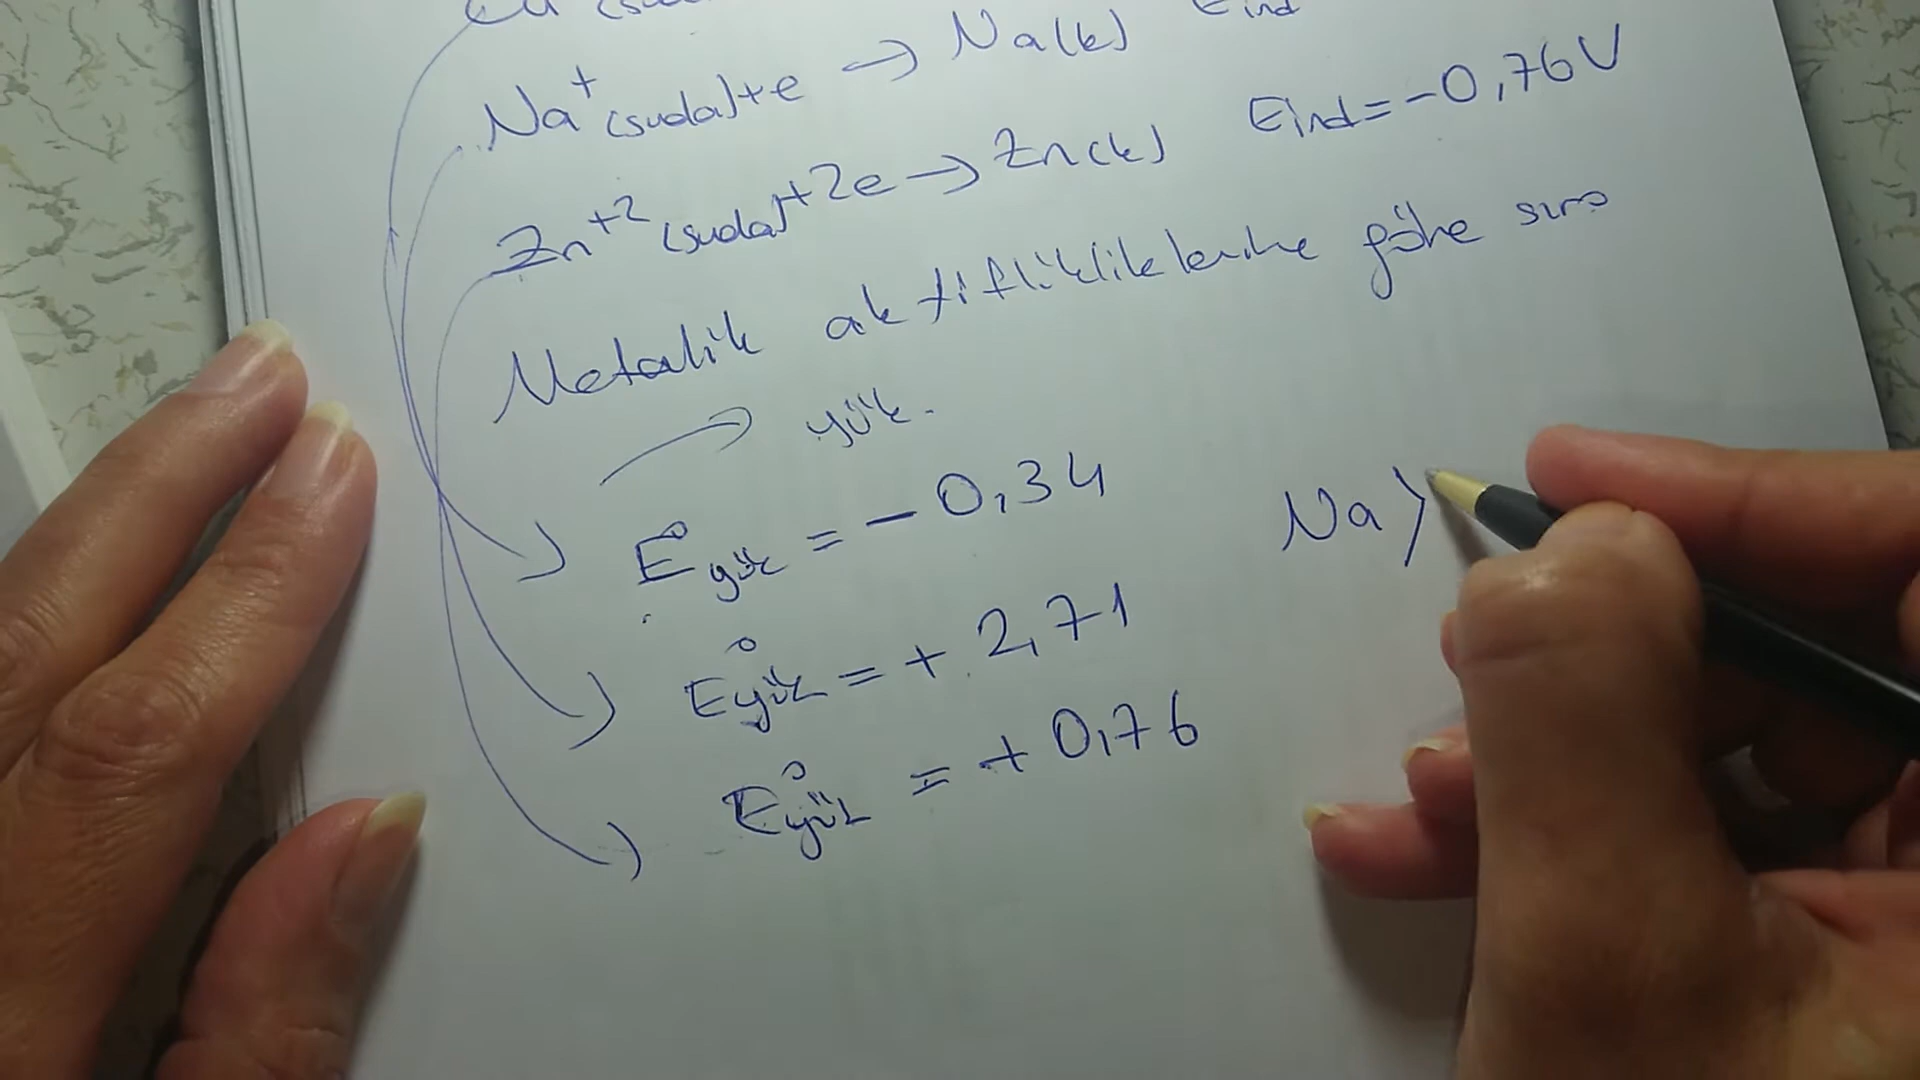 Eind
Na+(suda)+e → Na(k)
Zn+2(suda)+2e → Zn(k) Eind=-0,76V
Metalik göre sıra
yük.
E°yük = -0,34
E°yük = + 2,71
E°yük = + 0,76
Na >